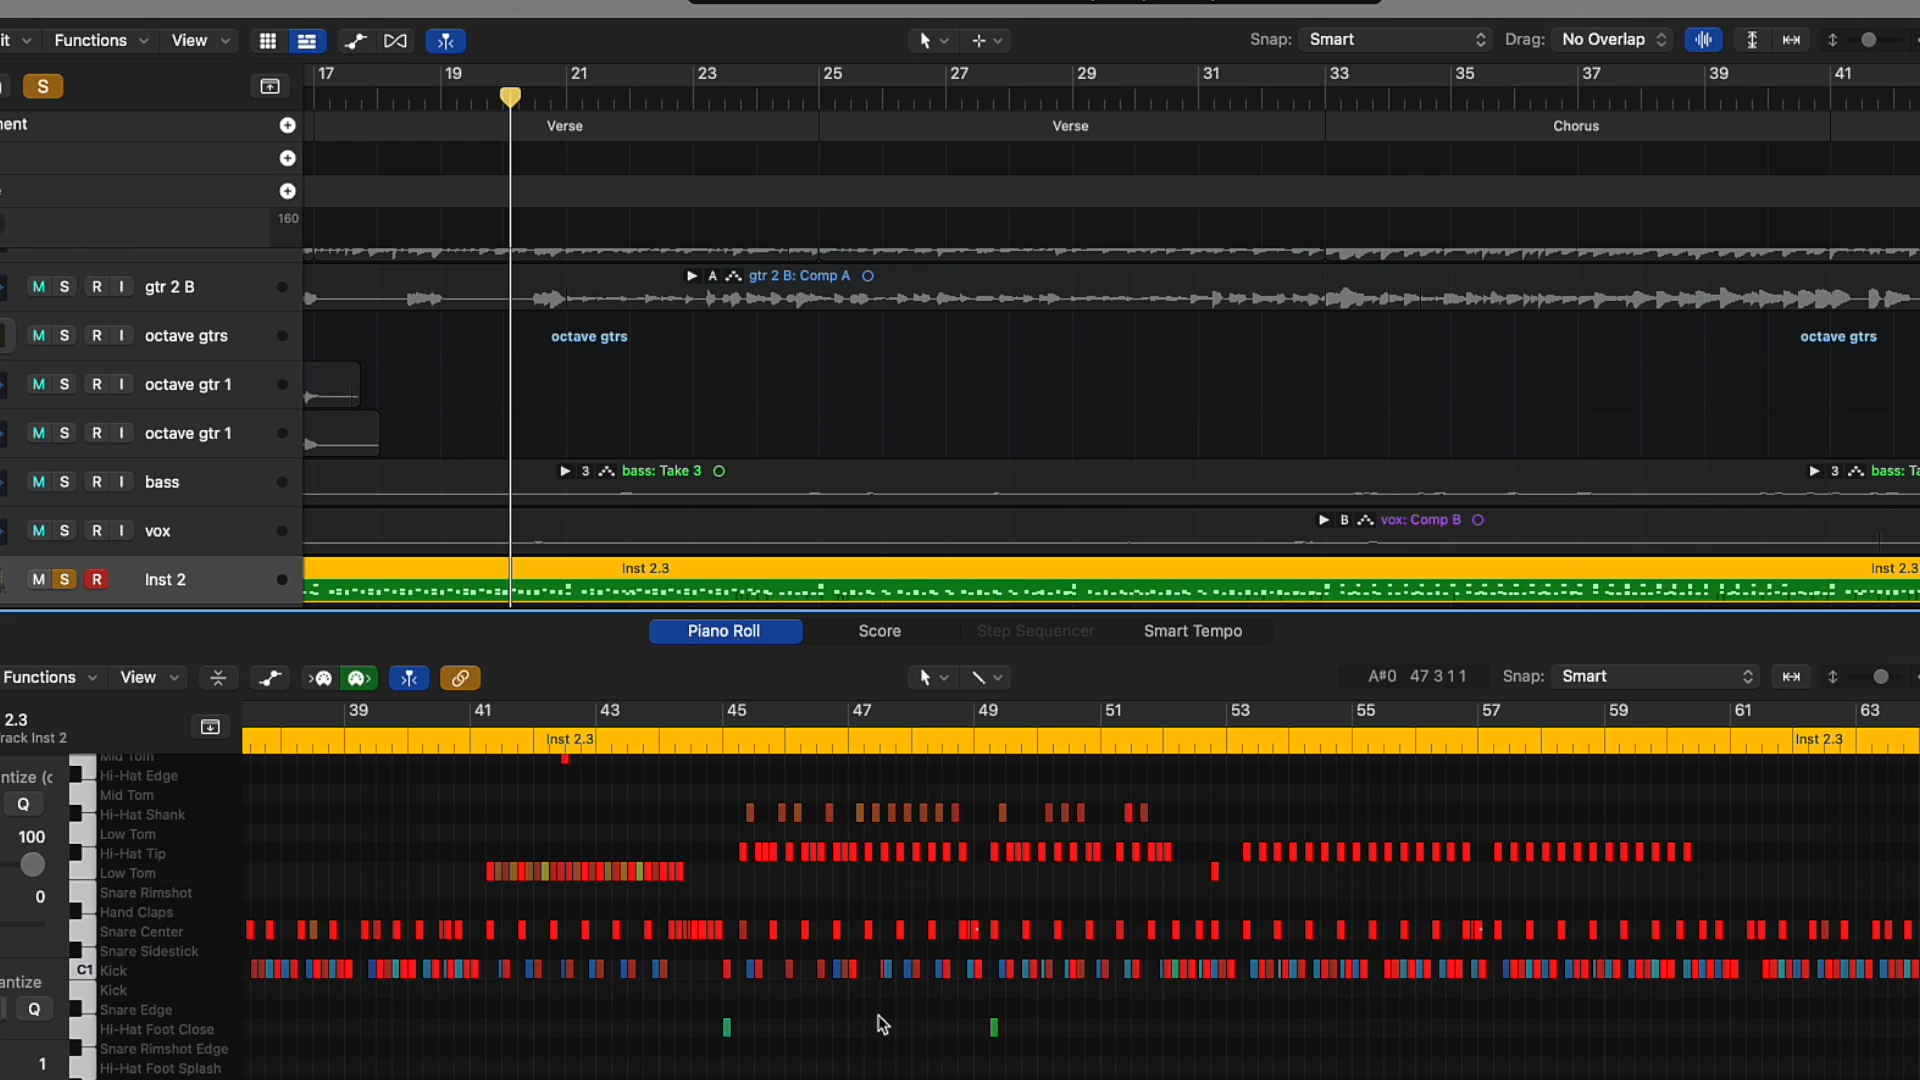 it Functions View Snap: Smart Drag: No Overlap
S 17 19 21 23 25 27 29 31 33 35 37 39 41
nent Verse Verse Chorus
160
A gtr 2 B: Comp A
M S R I gtr 2 B
M S R I octave gtrs octave gtrs octave gtrs
M S R I octave gtr 1
M S R I octave gtr 1
3 bass: Take 3 3 bass: Ta
M S R I bass
B vox: Comp B
M S R I vox
Inst 2.3 Inst 2.3
M S R Inst 2
Piano Roll Score Step Sequencer Smart Tempo
Functions View A#0 47 3 1 1 Snap: Smart
39 41 43 45 47 49 51 53 55 57 59 61 63
2.3
rack Inst 2 Inst 2.3 Inst 2.3
Mid Tom
ntize (c Hi-Hat Edge
Mid Tom
Q Hi-Hat Shank
100 Low Tom
Hi-Hat Tip
Low Tom
0 Snare Rimshot
Hand Claps
Snare Center
Snare Sidestick
C1 Kick
antize Kick
Q Snare Edge
Hi-Hat Foot Close
Snare Rimshot Edge
1 Hi-Hat Foot Splash